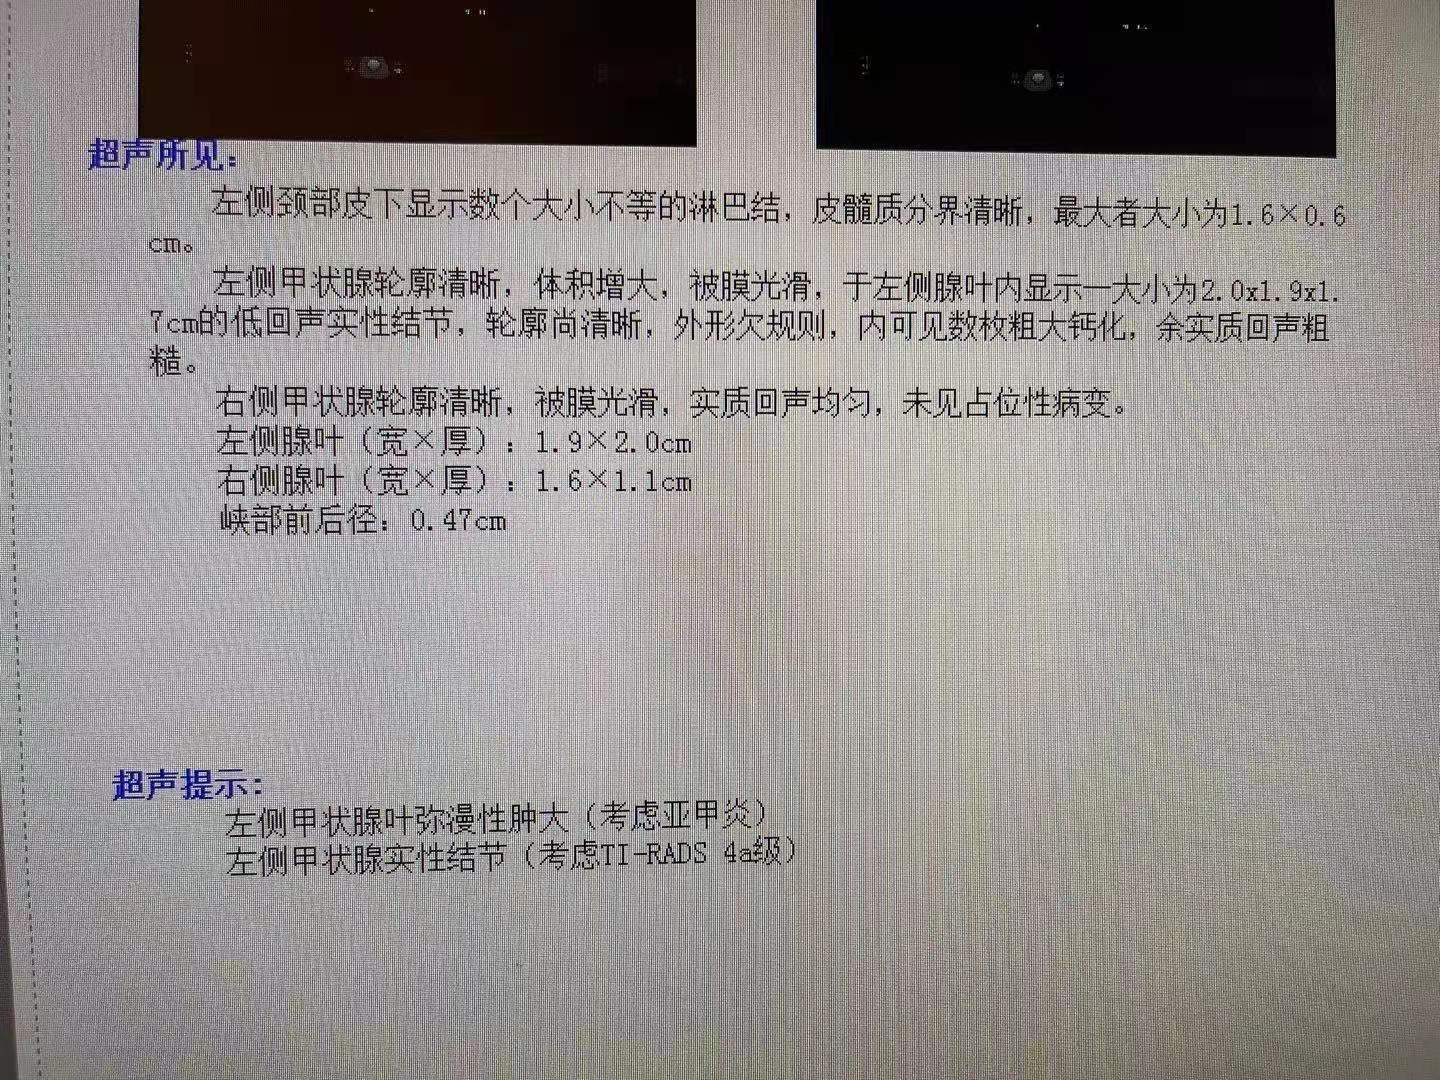 超声所见：
左侧颈部皮下显示数个大小不等的淋巴结，皮髓质分界清晰，最大者大小为1.6×0.6
cm。
左侧甲状腺轮廓清晰，体积增大，被膜光滑，于左侧腺叶内显示一大小为2.0x1.9x1.
7cm的低回声实性结节，轮廓尚清晰，外形欠规则，内可见数枚粗大钙化，余实质回声粗
糙。
右侧甲状腺轮廓清晰，被膜光滑，实质回声均匀，未见占位性病变。
左侧腺叶（宽×厚）：1.9×2.0cm
右侧腺叶（宽×厚）：1.6×1.1cm
峡部前后径：0.47cm
超声提示：
左侧甲状腺叶弥漫性肿大（考虑亚甲炎）
左侧甲状腺实性结节（考虑TI-RADS 4a级）